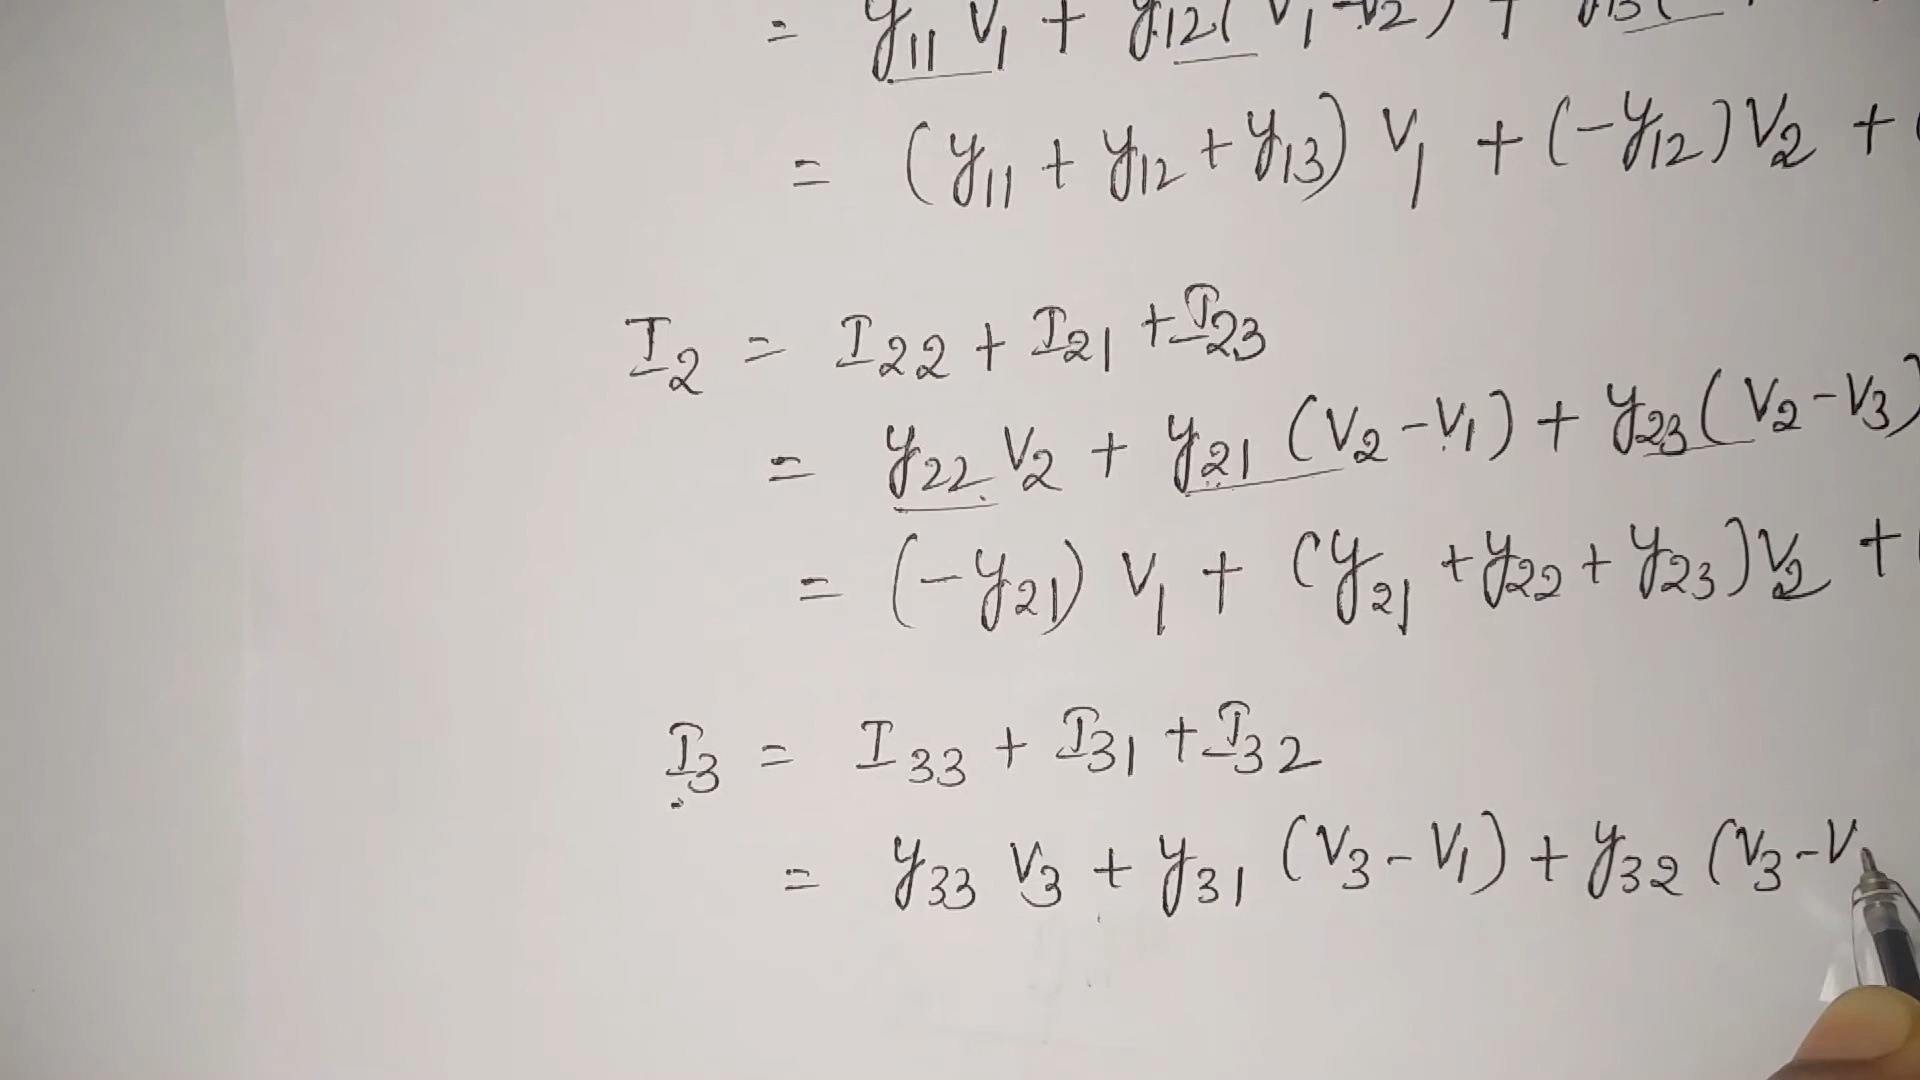 = y11 V1 + y12(V1-V2) + y13(
= (y11 + y12 + y13) V1 + (-y12) V2 +
I2 = I22 + I21 + I23
= y22 V2 + y21 (V2-V1) + y23 (V2-V3)
= (-y21) V1 + (y21 + y22 + y23) V2 +
I3 = I33 + I31 + I32
= y33 V3 + y31 (V3-V1) + y32 (V3-V